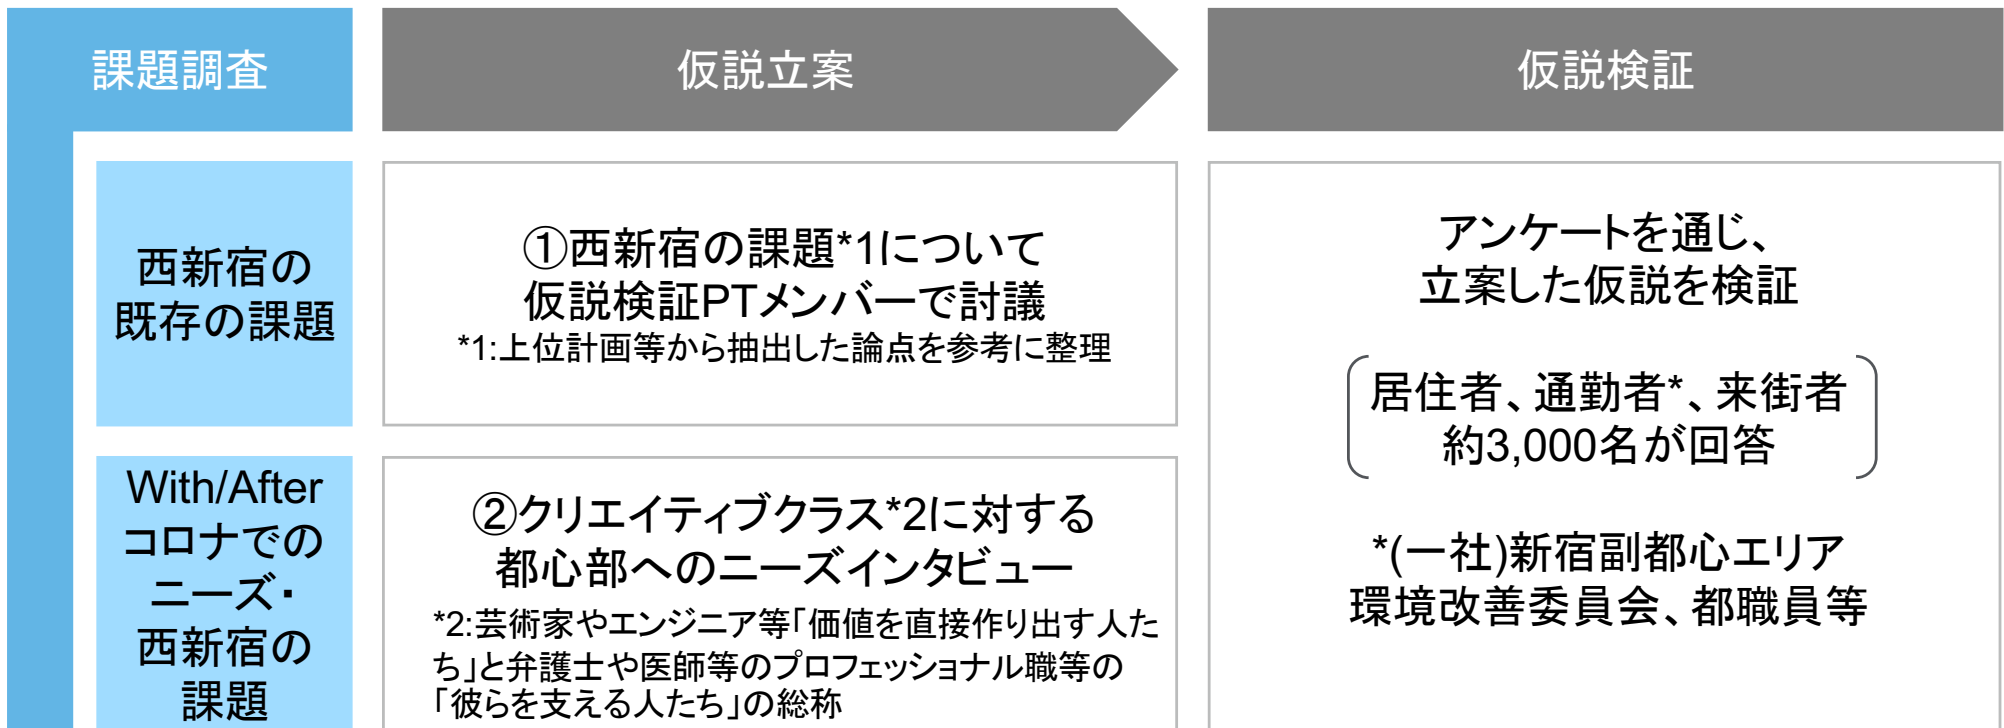 課題調査
仮説立案
仮説検証
西新宿の
既存の課題
①西新宿の課題*1について
仮説検証PTメンバーで討議
*1:上位計画等から抽出した論点を参考に整理
With/After
コロナでの
ニーズ・
西新宿の
課題
②クリエイティブクラス*2に対する
都心部へのニーズインタビュー
*2:芸術家やエンジニア等「価値を直接作り出す人た
ち」と弁護士や医師等のプロフェッショナル職等の
「彼らを支える人たち」の総称
アンケートを通じ、
立案した仮説を検証
居住者、通勤者*、来街者
約3,000名が回答
*(一社)新宿副都心エリア
環境改善委員会、都職員等